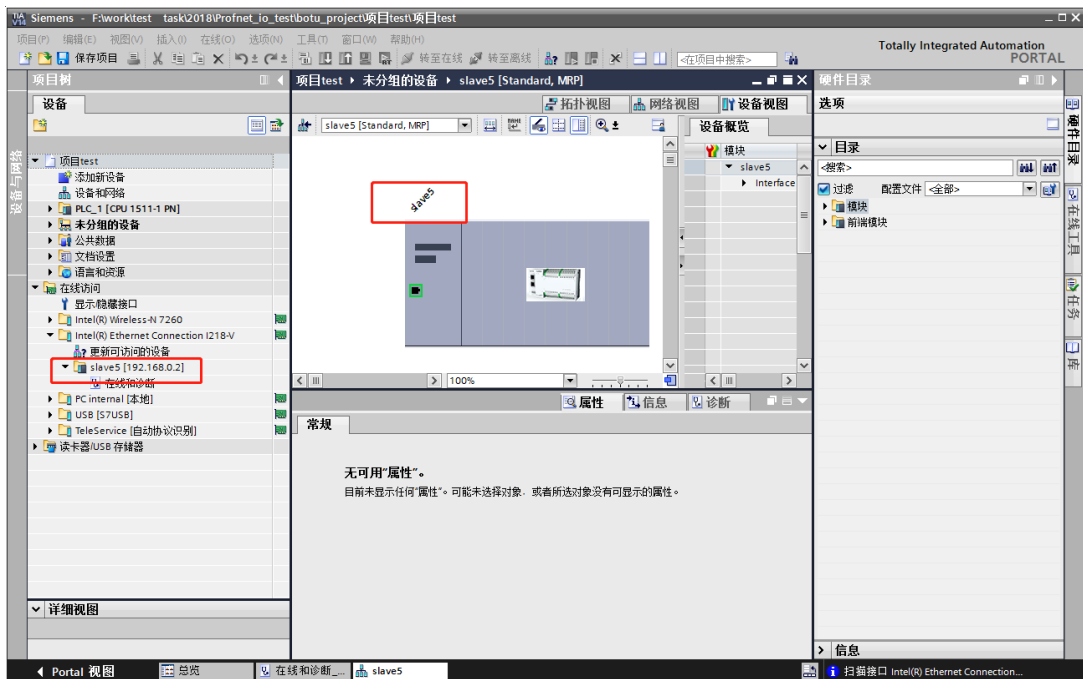 TIA V14 Siemens - F:\work\test task\2018\Profnet_io_test\botu_project\项目test\项目test
项目(P) 编辑(E) 视图(V) 插入(I) 在线(O) 选项(N) 工具(T) 窗口(W) 帮助(H)
Totally Integrated Automation
PORTAL
保存项目 转至在线 转至离线 <在项目中搜索>
项目树
设备
设备与网络
项目test
添加新设备
设备和网络
PLC_1 [CPU 1511-1 PN]
未分组的设备
公共数据
文档设置
语言和资源
在线访问
显示/隐藏接口
Intel(R) Wireless-N 7260
Intel(R) Ethernet Connection I218-V
更新可访问的设备
slave5 [192.168.0.2]
在线和诊断
PC internal [本地]
USB [S7USB]
TeleService [自动协议识别]
读卡器/USB 存储器
详细视图
项目test 未分组的设备 slave5 [Standard, MRP]
拓扑视图 网络视图 设备视图
slave5 [Standard, MRP]
slave5
100%
设备概览
模块
slave5
Interface
属性 信息 诊断
常规
无可用“属性”。
目前未显示任何“属性”。可能未选择对象，或者所选对象没有可显示的属性。
硬件目录
选项
目录
<搜索>
过滤 配置文件 <全部>
模块
前端模块
信息
硬件目录
在线工具
任务
库
Portal 视图 总览 在线和诊断_... slave5 扫描接口 Intel(R) Ethernet Connection...